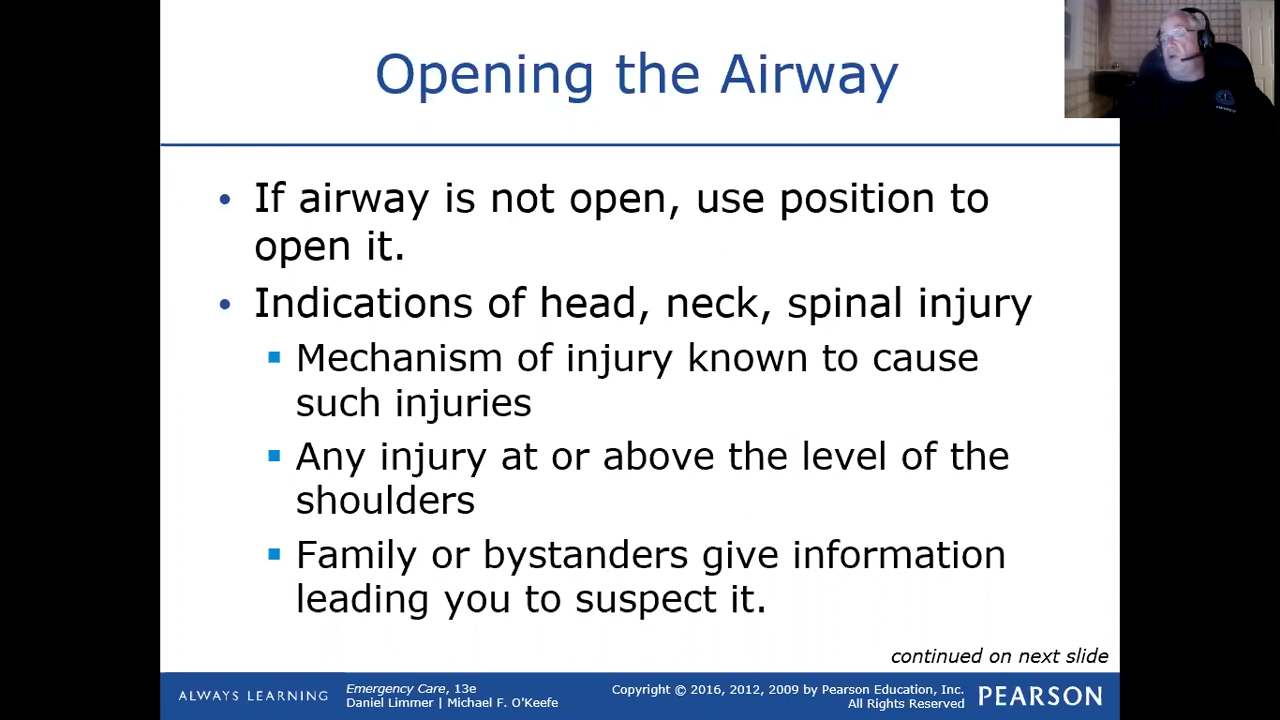 Opening the Airway
• If airway is not open, use position to
open it.
• Indications of head, neck, spinal injury
▪ Mechanism of injury known to cause
such injuries
▪ Any injury at or above the level of the
shoulders
▪ Family or bystanders give information
leading you to suspect it.
continued on next slide
ALWAYS LEARNING
Emergency Care, 13e
Daniel Limmer | Michael F. O'Keefe
Copyright © 2016, 2012, 2009 by Pearson Education, Inc.
All Rights Reserved
PEARSON